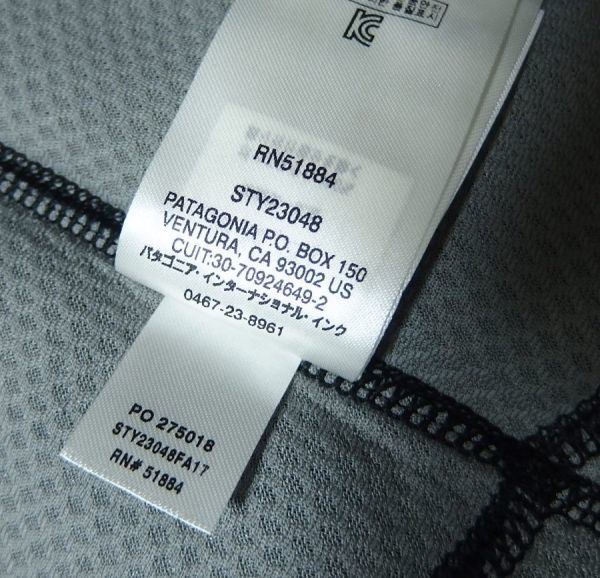 RN51884
STY23048
PATAGONIA P.O. BOX 150
VENTURA, CA 93002 US
CUIT:30-70924649-2
パタゴニア・インターナショナル・インク
0467-23-8961
PO 275018
STY23048FA17
RN# 51884